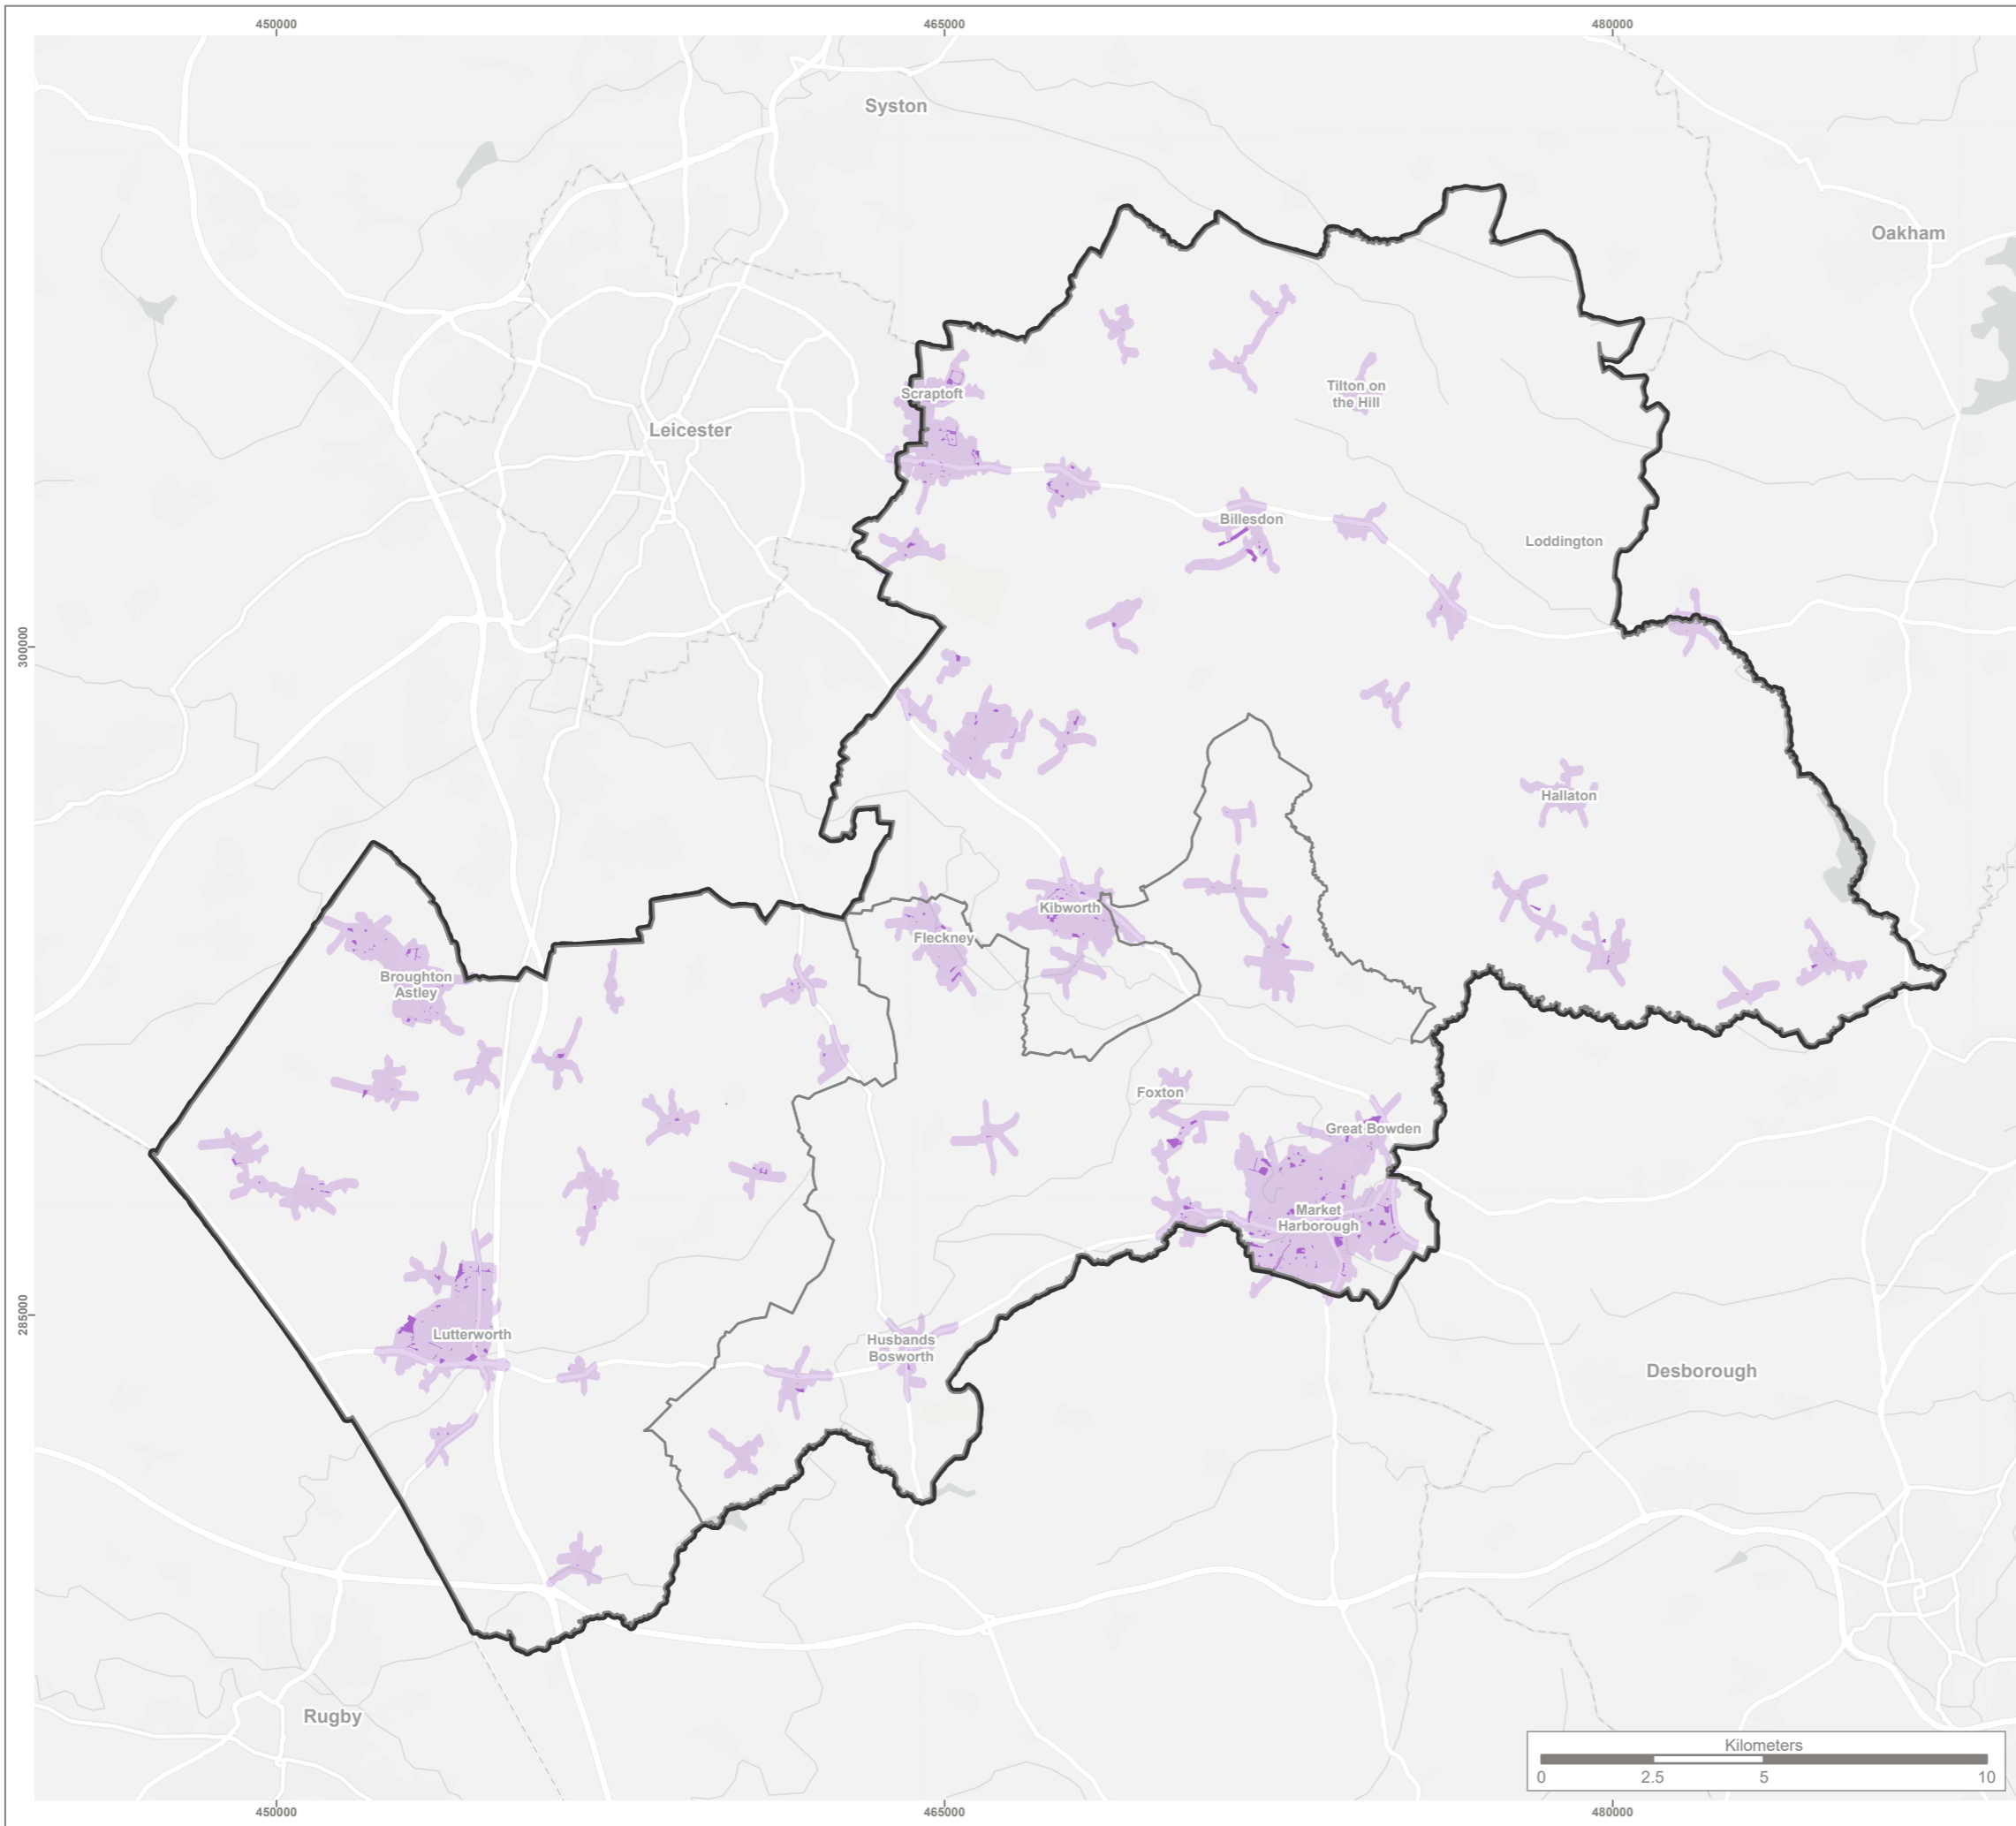 450000
465000
480000
Syston
Oakham
Scraptoft
Tilton on
the Hill
Leicester
Billesdon
Loddington
300000
Hallaton
Kibworth
Fleckney
Broughton
Astley
Foxton
Great Bowden
Market
Harborough
285000
Lutterworth
Husbands
Bosworth
Desborough
Rugby
Kilometers
0
2.5
5
10
450000
465000
480000